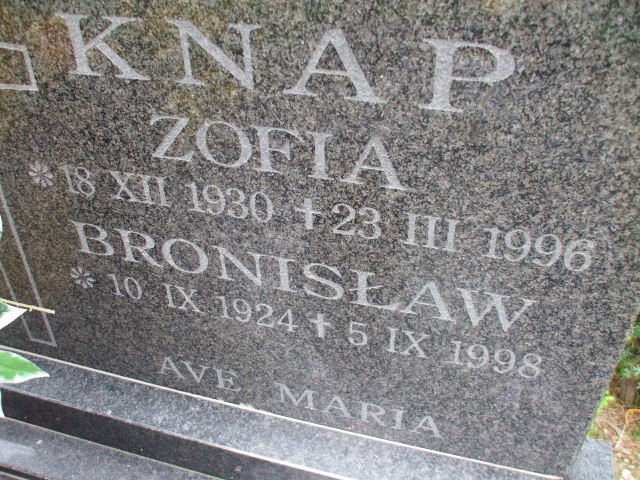 KNAP
ZOFIA
* 18 XII 1930 + 23 III 1996
BRONISŁAW
* 10 IX 1924 + 5 IX 1998
AVE MARIA